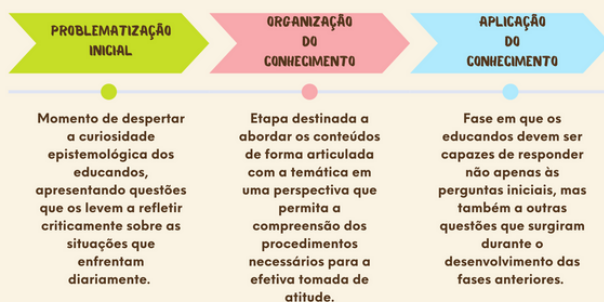 PROBLEMATIZAÇÃO
INICIAL
Momento de despertar
a curiosidade
epistemológica dos
educandos,
apresentando questões
que os levem a refletir
criticamente sobre as
situações que
enfrentam
diariamente.
ORGANIZAÇÃO
DO
CONHECIMENTO
Etapa destinada a
abordar os conteúdos
de forma articulada
com a temática em
uma perspectiva que
permita a
compreensão dos
procedimentos
necessários para a
efetiva tomada de
atitude.
APLICAÇÃO
DO
CONHECIMENTO
Fase em que os
educandos devem ser
capazes de responder
não apenas às
perguntas iniciais, mas
também a outras
questões que surgiram
durante o
desenvolvimento das
fases anteriores.